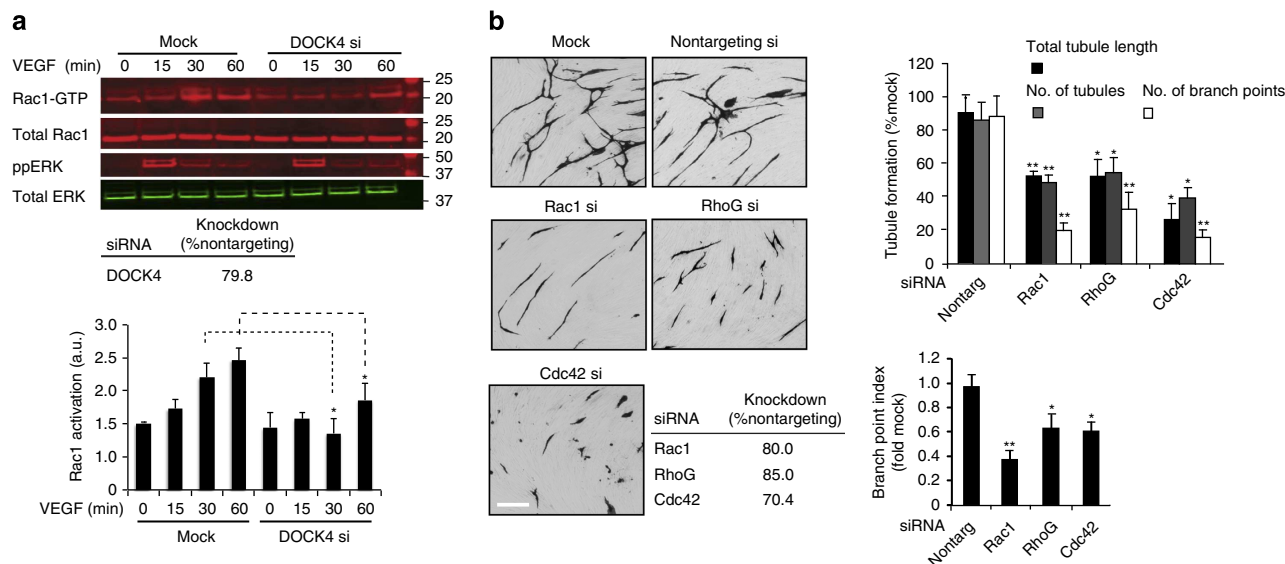 a
Mock DOCK4 si
VEGF (min) 0 15 30 60 0 15 30 60
Rac1-GTP
25
20
Total Rac1
25
20
ppERK
50
37
Total ERK
37
siRNA Knockdown (%nontargeting)
DOCK4 79.8
Rac1 activation (a.u.)
3.0
2.5
2.0
1.5
1.0
1.0
0
* *
VEGF (min) 0 15 30 60 0 15 30 60
Mock DOCK4 si
b
Mock Nontargeting si
Rac1 si RhoG si
Cdc42 si
siRNA Knockdown (%nontargeting)
Rac1 80.0
RhoG 85.0
Cdc42 70.4
Total tubule length
No. of tubules No. of branch points
Tubule formation (%mock)
120
100
80
60
40
20
0
** ** ** * * ** * * **
siRNA
Nontarg Rac1 RhoG Cdc42
Branch point index
(fold mock)
1.2
1.0
0.8
0.6
0.4
0.2
0
** * *
siRNA
Nontarg Rac1 RhoG Cdc42